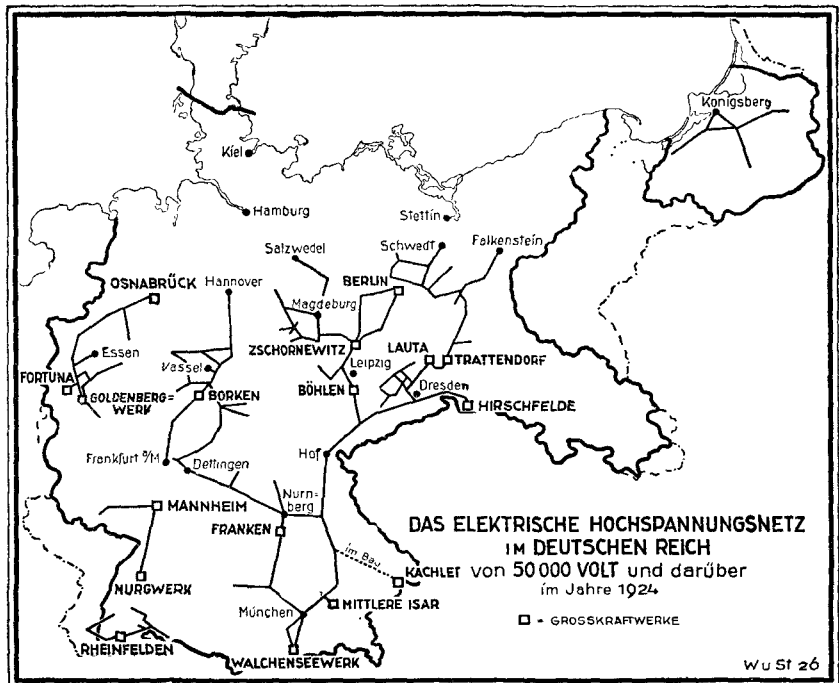 Königsberg
Kiel
Hamburg
Stettin
Salzwedel
Schwedt
Falkenstein
OSNABRÜCK
Hannover
BERLIN
Magdeburg
ZSCHORNEWITZ
LAUTA
TRATTENDORF
Essen
Vassel
Leipzig
FORTUNA
GOLDENBERG=
WERK
BORKEN
BÖHLEN
Dresden
HIRSCHFELDE
Frankfurt a/M
Dettingen
Hof
MANNHEIM
Nürn-
berg
FRANKEN
DAS ELEKTRISCHE HOCHSPANNUNGSNETZ
IM DEUTSCHEN REICH
im Bau
KACHLET
von 50 000 VOLT und darüber
im Jahre 1924
MURGWERK
München
MITTLERE ISAR
- GROSSKRAFTWERKE
RHEINFELDEN
WALCHENSEEWERK
W u St 26